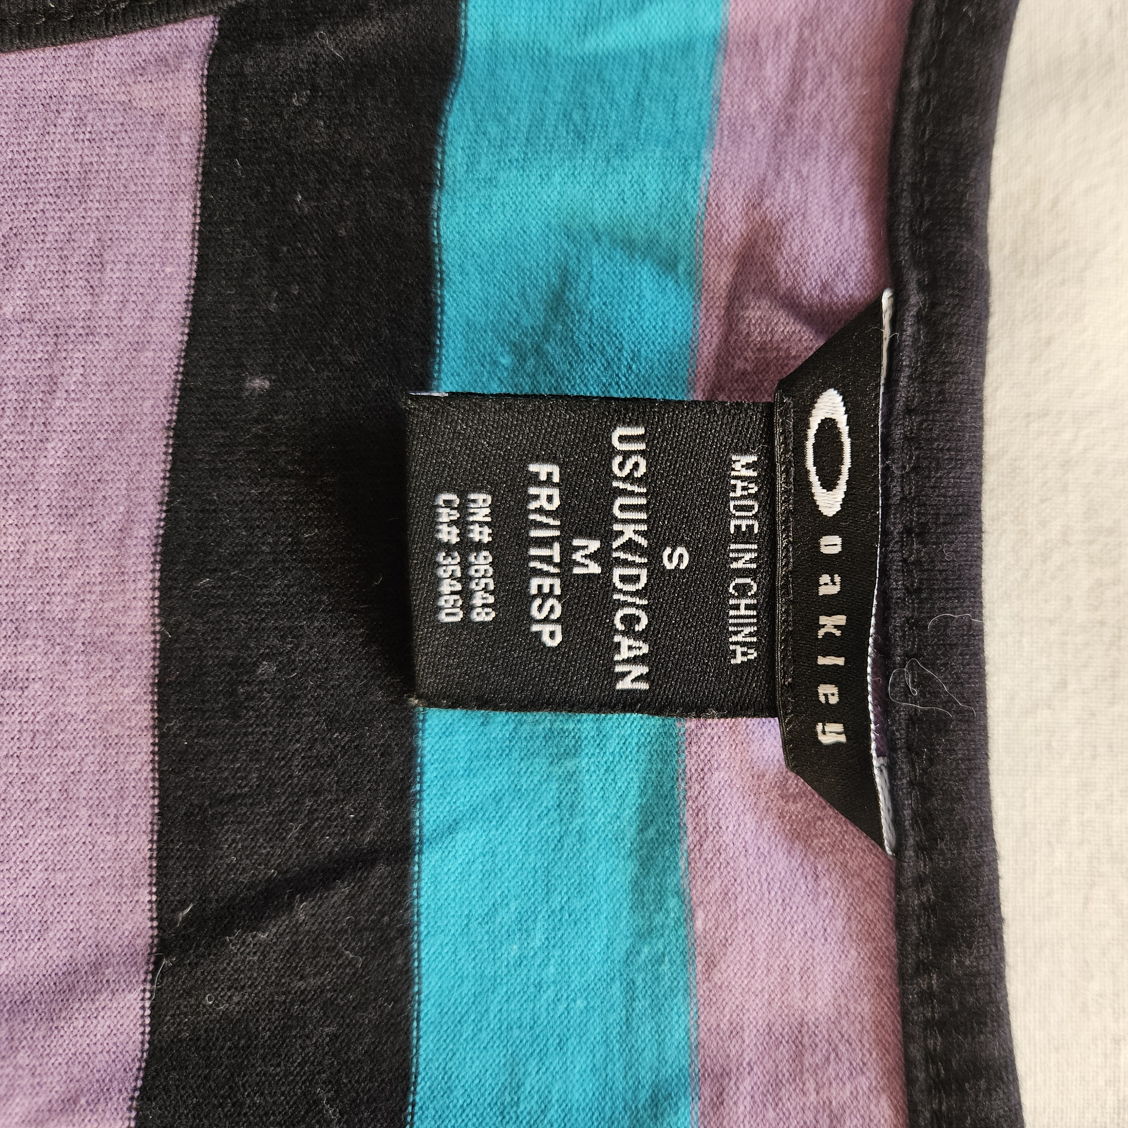 oakley
MADE IN CHINA
S
US/UK/D/CAN
M
FR/IT/ESP
RN# 96548
CA# 35460